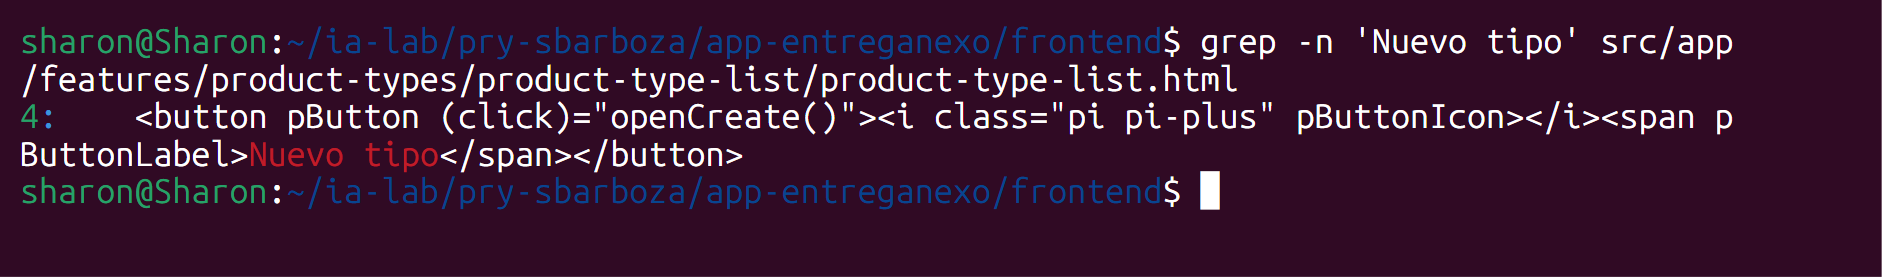 sharon@Sharon:~/ia-lab/pry-sbarboza/app-entreganexo/frontend$ grep -n 'Nuevo tipo' src/app
/features/product-types/product-type-list/product-type-list.html
4:    <button pButton (click)="openCreate()"><i class="pi pi-plus" pButtonIcon></i><span p
ButtonLabel>Nuevo tipo</span></button>
sharon@Sharon:~/ia-lab/pry-sbarboza/app-entreganexo/frontend$